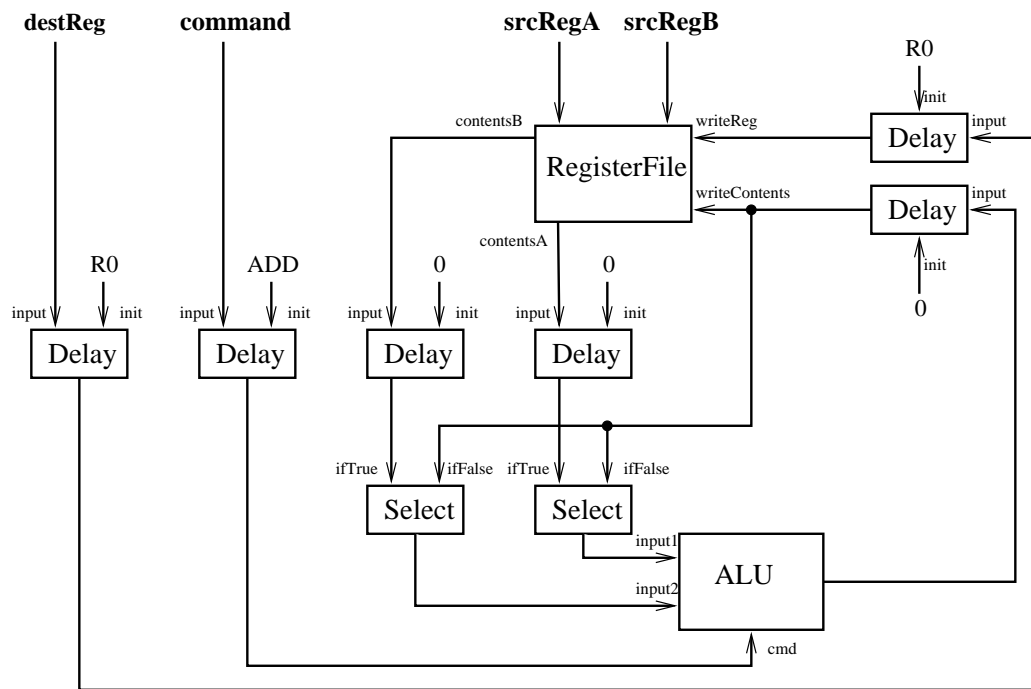 destReg command srcRegA srcRegB
R0
init
contentsB writeReg Delay input
RegisterFile
writeContents Delay input
contentsA
R0 ADD 0 0 init
0
input init input init input init input init
Delay Delay Delay Delay
ifTrue ifFalse ifTrue ifFalse
Select Select
input1
ALU
input2
cmd